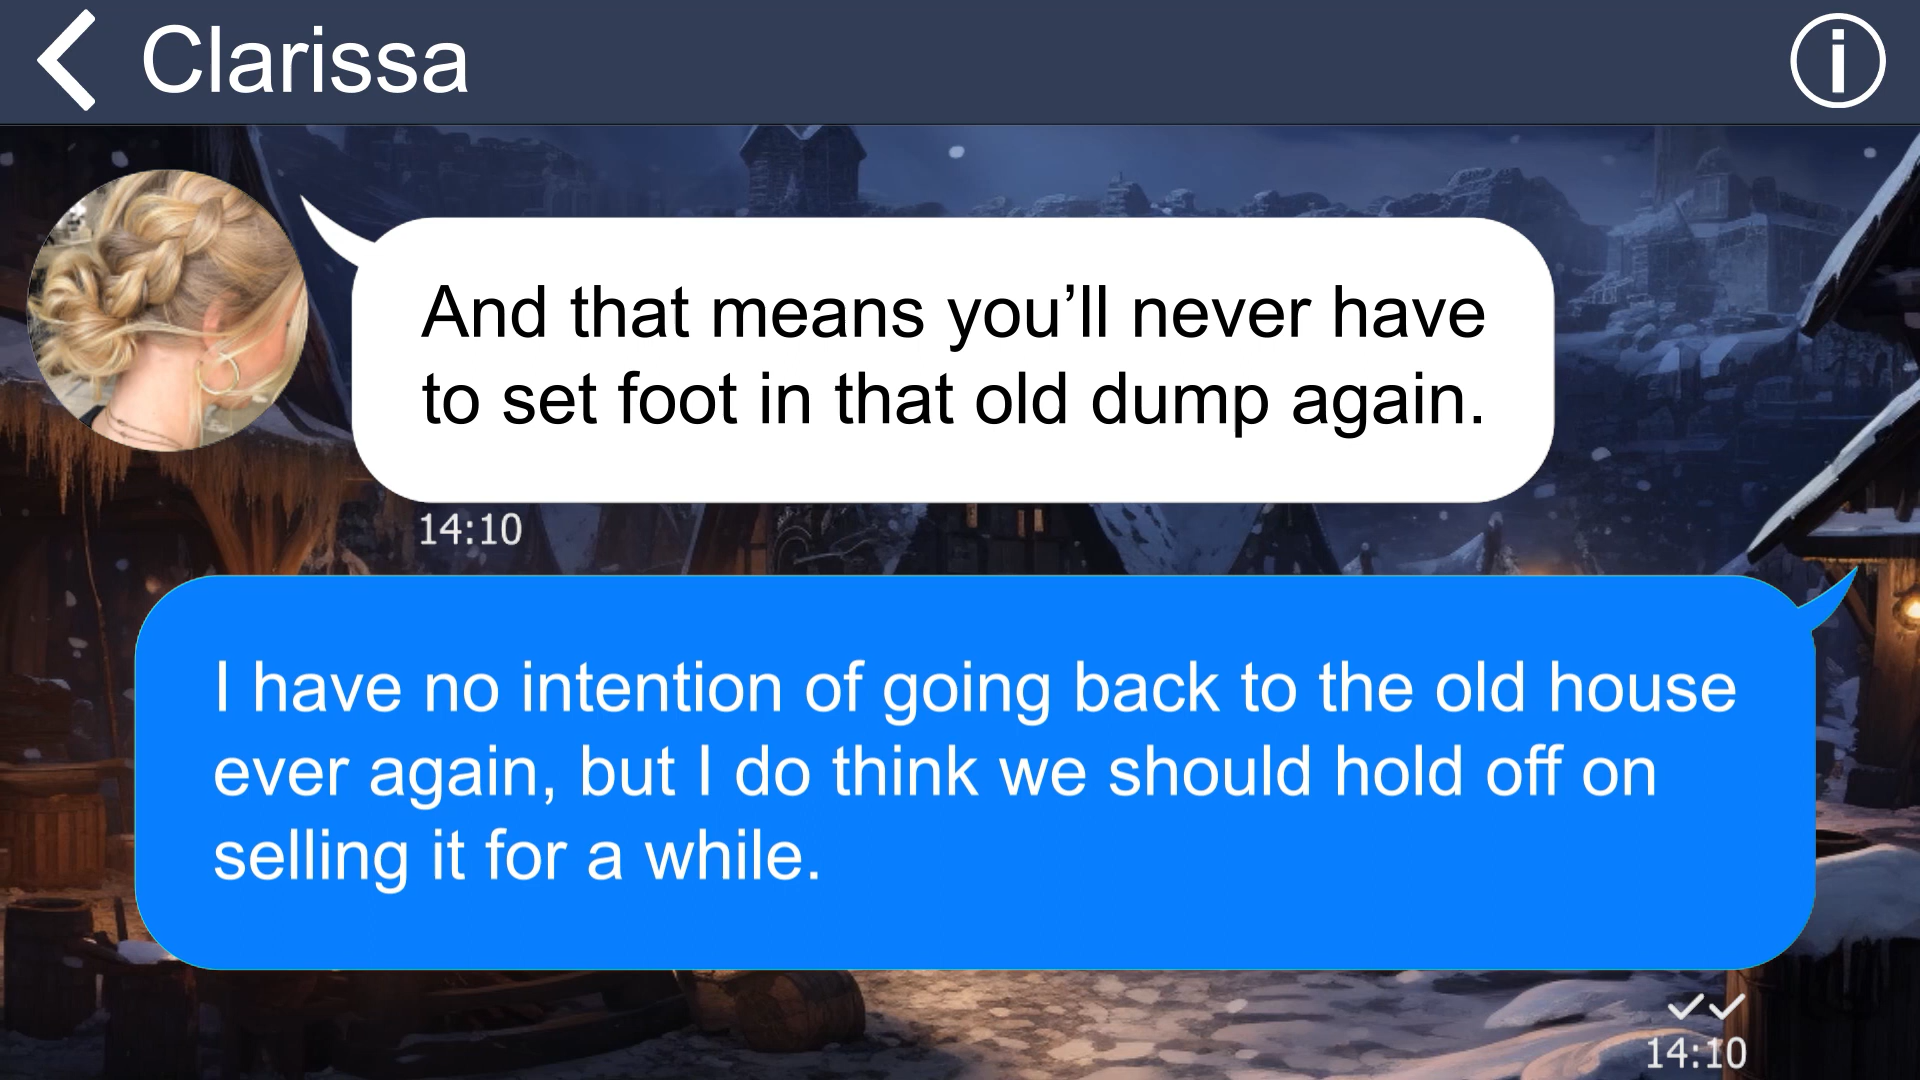 Clarissa
And that means you’ll never have
to set foot in that old dump again.
14:10
I have no intention of going back to the old house
ever again, but I do think we should hold off on
selling it for a while.
14:10